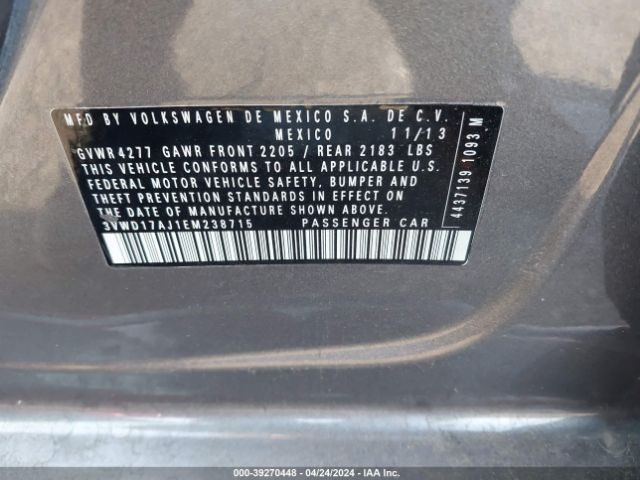 MFD BY VOLKSWAGEN DE MEXICO S.A. DE C.V.
MEXICO 11/13
GVWR 4277 GAWR FRONT 2205 / REAR 2183 LBS
THIS VEHICLE CONFORMS TO ALL APPLICABLE U.S.
FEDERAL MOTOR VEHICLE SAFETY, BUMPER AND
THEFT PREVENTION STANDARDS IN EFFECT ON
THE DATE OF MANUFACTURE SHOWN ABOVE.
3VWD17AJ1EM238715 PASSENGER CAR
4437139 1093 M
000-39270448 - 04/24/2024 - IAA Inc.